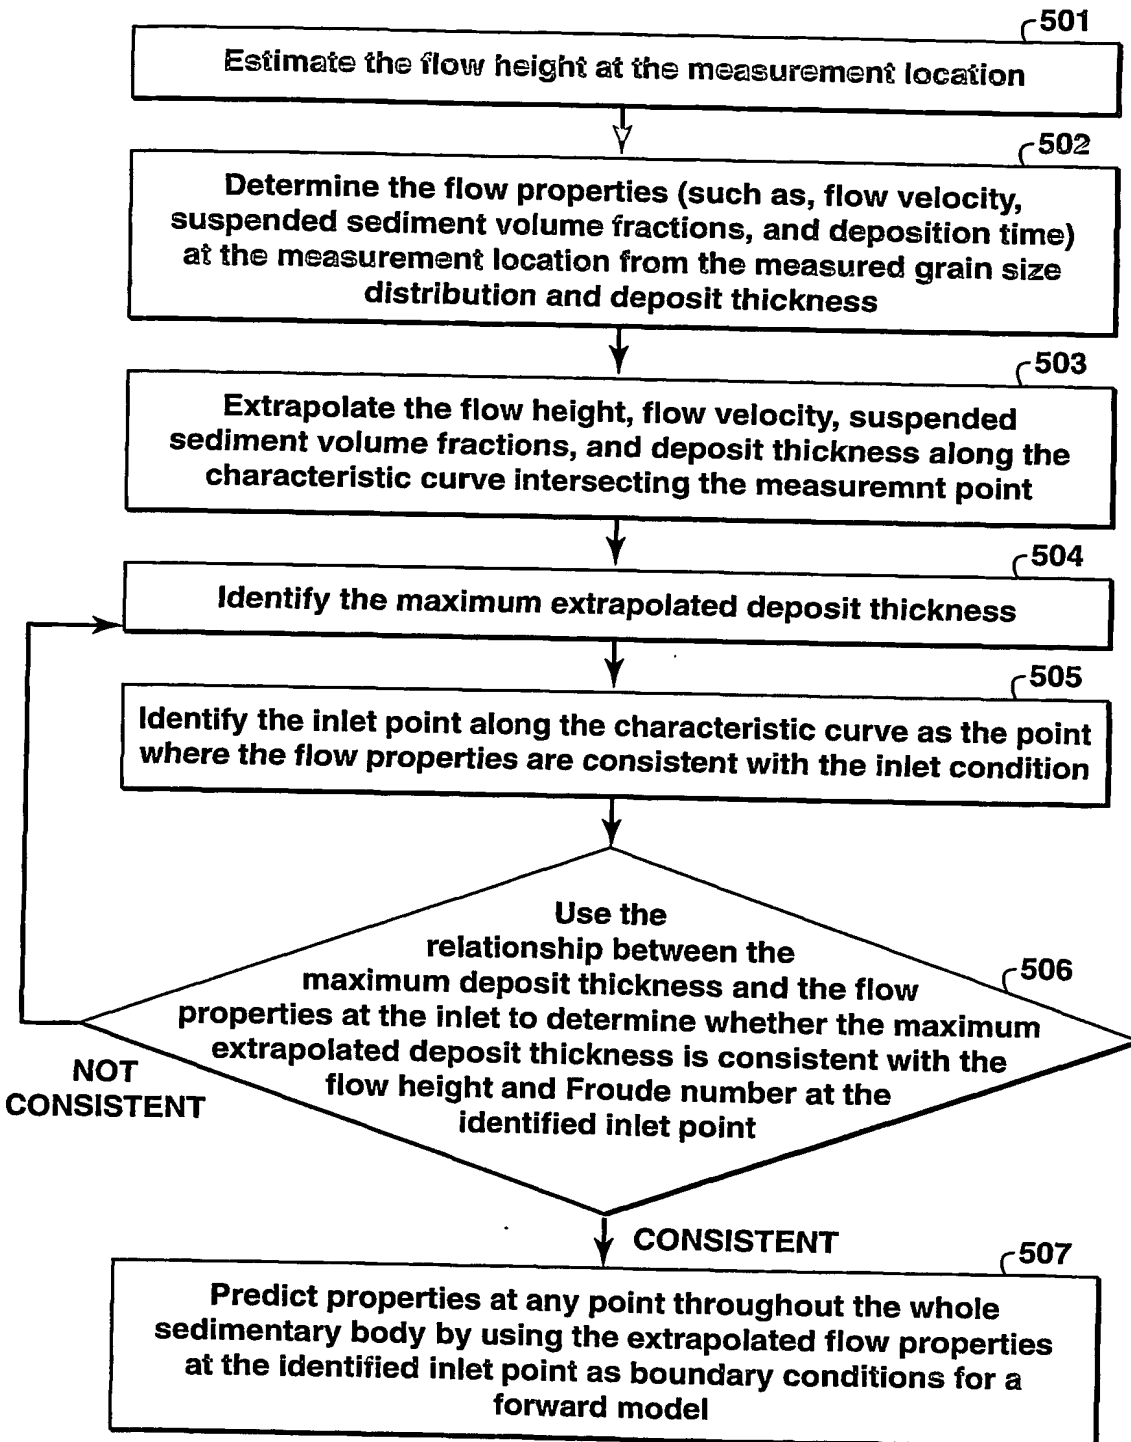 501
Estimate the flow height at the measurement location
502
Determine the flow properties (such as, flow velocity,
suspended sediment volume fractions, and deposition time)
at the measurement location from the measured grain size
distribution and deposit thickness
503
Extrapolate the flow height, flow velocity, suspended
sediment volume fractions, and deposit thickness along the
characteristic curve intersecting the measuremnt point
504
Identify the maximum extrapolated deposit thickness
505
Identify the inlet point along the characteristic curve as the point
where the flow properties are consistent with the inlet condition
506
Use the
relationship between the
maximum deposit thickness and the flow
properties at the inlet to determine whether the maximum
extrapolated deposit thickness is consistent with the
flow height and Froude number at the
identified inlet point
NOT
CONSISTENT
CONSISTENT
507
Predict properties at any point throughout the whole
sedimentary body by using the extrapolated flow properties
at the identified inlet point as boundary conditions for a
forward model